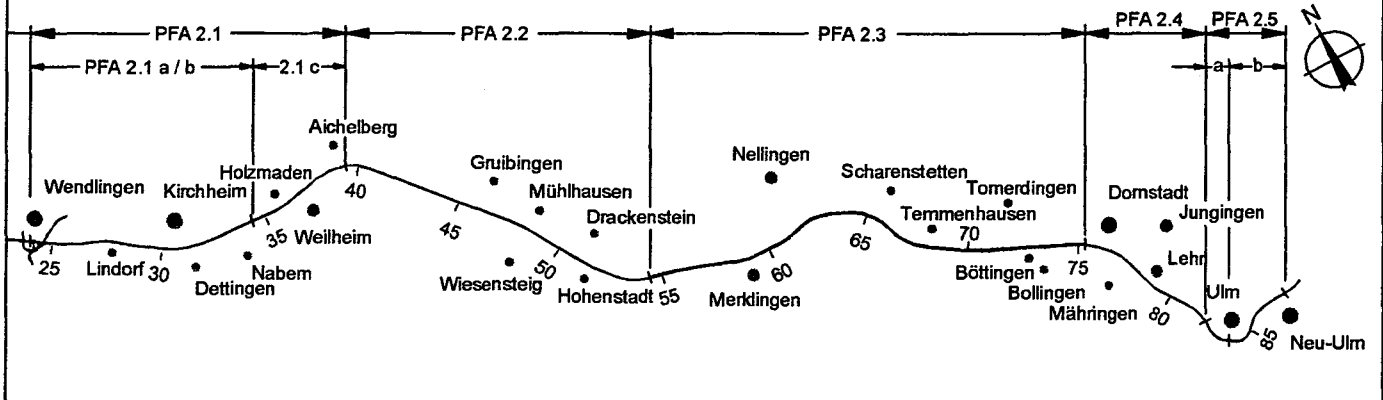 PFA 2.1
PFA 2.2
PFA 2.3
PFA 2.4
PFA 2.5
N
PFA 2.1 a / b
2.1 c
a
b
Aichelberg
Holzmaden
Wendlingen
Kirchheim
40
Gruibingen
Mühlhausen
Drackenstein
Nellingen
Scharenstetten
Tomerdingen
Temmenhausen
Dornstadt
Jungingen
25
Lindorf
30
35
Weilheim
Nabern
Dettingen
45
50
Wiesensteig
Hohenstadt
55
Merklingen
60
65
70
Böttingen
Bollingen
75
Mähringen
Lehr
80
Ulm
85
Neu-Ulm